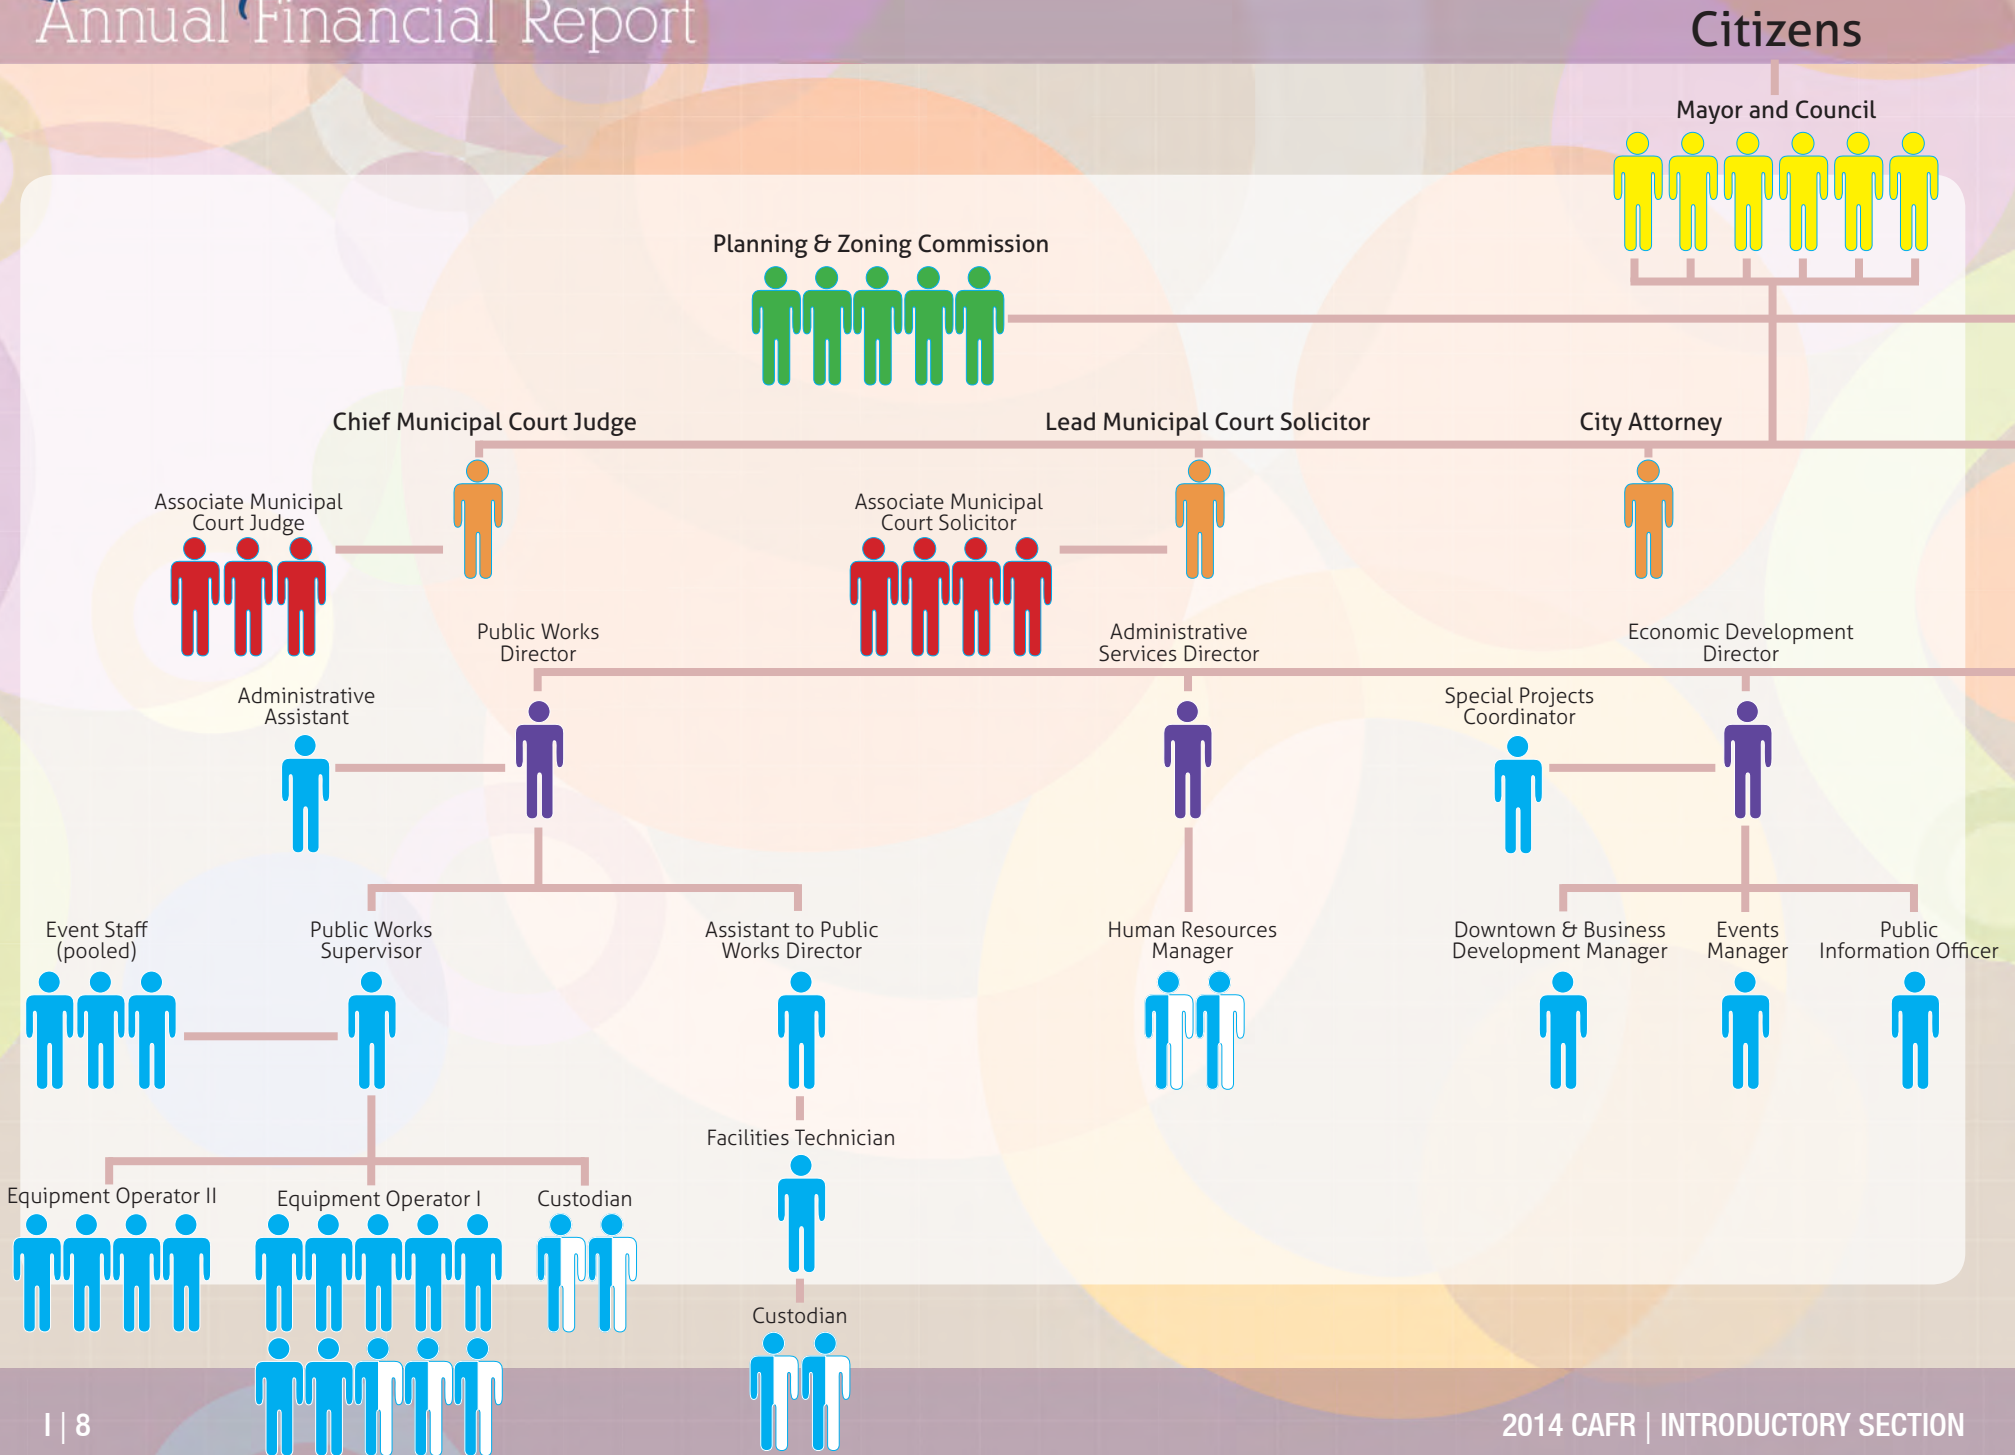 Annual Financial Report
Citizens
Mayor and Council
Planning & Zoning Commission
Chief Municipal Court Judge
Lead Municipal Court Solicitor
City Attorney
Associate Municipal
Court Judge
Associate Municipal
Court Solicitor
Public Works
Director
Administrative
Services Director
Economic Development
Director
Administrative
Assistant
Special Projects
Coordinator
Event Staff
(pooled)
Public Works
Supervisor
Assistant to Public
Works Director
Human Resources
Manager
Downtown & Business
Development Manager
Events
Manager
Public
Information Officer
Facilities Technician
Equipment Operator II
Equipment Operator I
Custodian
Custodian
I | 8
2014 CAFR | INTRODUCTORY SECTION